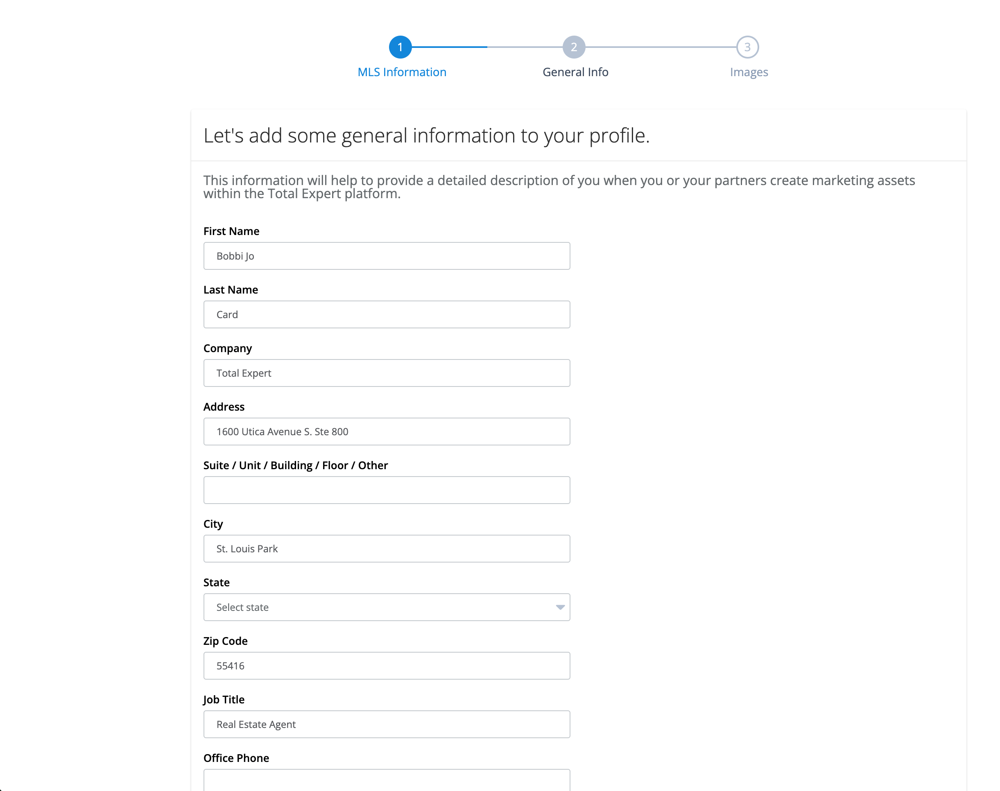 1
2
3
MLS Information
General Info
Images
Let's add some general information to your profile.
This information will help to provide a detailed description of you when you or your partners create marketing assets
within the Total Expert platform.
First Name
Bobbi Jo
Last Name
Card
Company
Total Expert
Address
1600 Utica Avenue S. Ste 800
Suite / Unit / Building / Floor / Other
City
St. Louis Park
State
Select state
Zip Code
55416
Job Title
Real Estate Agent
Office Phone